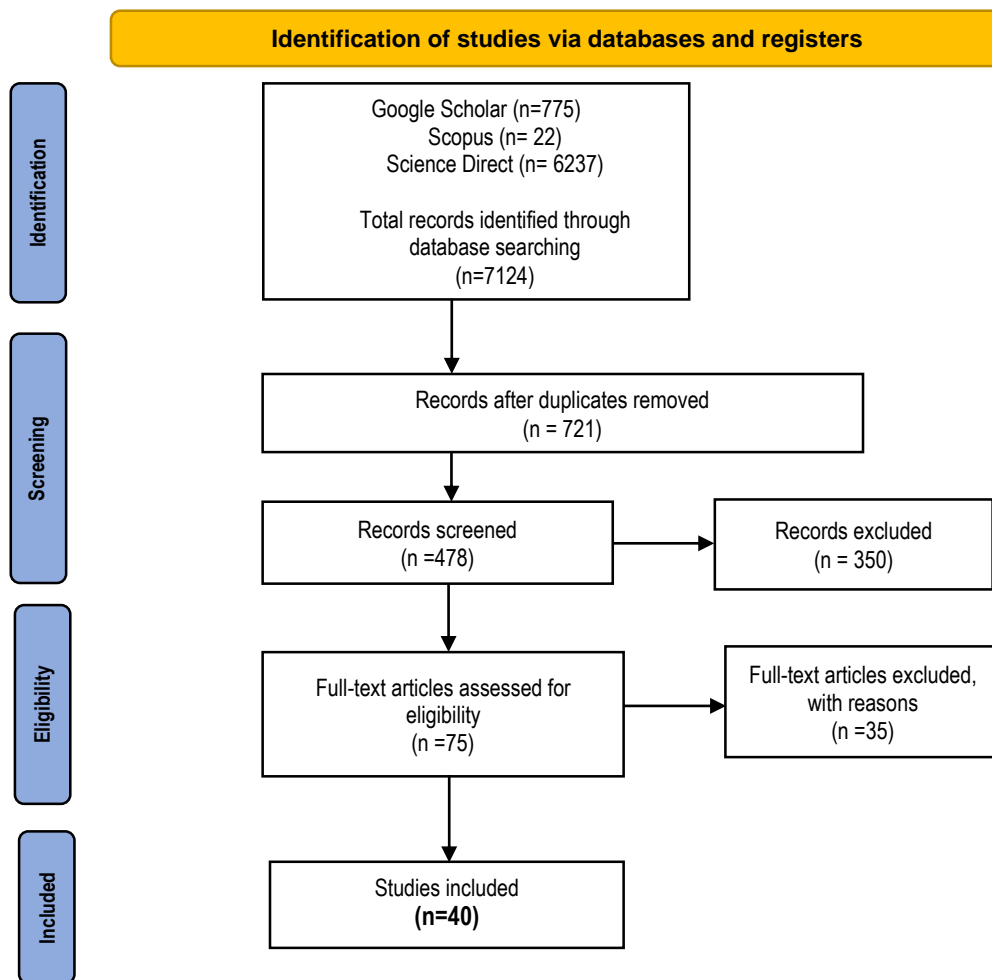 Identification of studies via databases and registers
Identification
Google Scholar (n=775)
Scopus (n= 22)
Science Direct (n= 6237)
Total records identified through
database searching
(n=7124)
Screening
Records after duplicates removed
(n = 721)
Records screened
(n =478)
Records excluded
(n = 350)
Eligibility
Full-text articles assessed for
eligibility
(n =75)
Full-text articles excluded,
with reasons
(n =35)
Included
Studies included
(n=40)